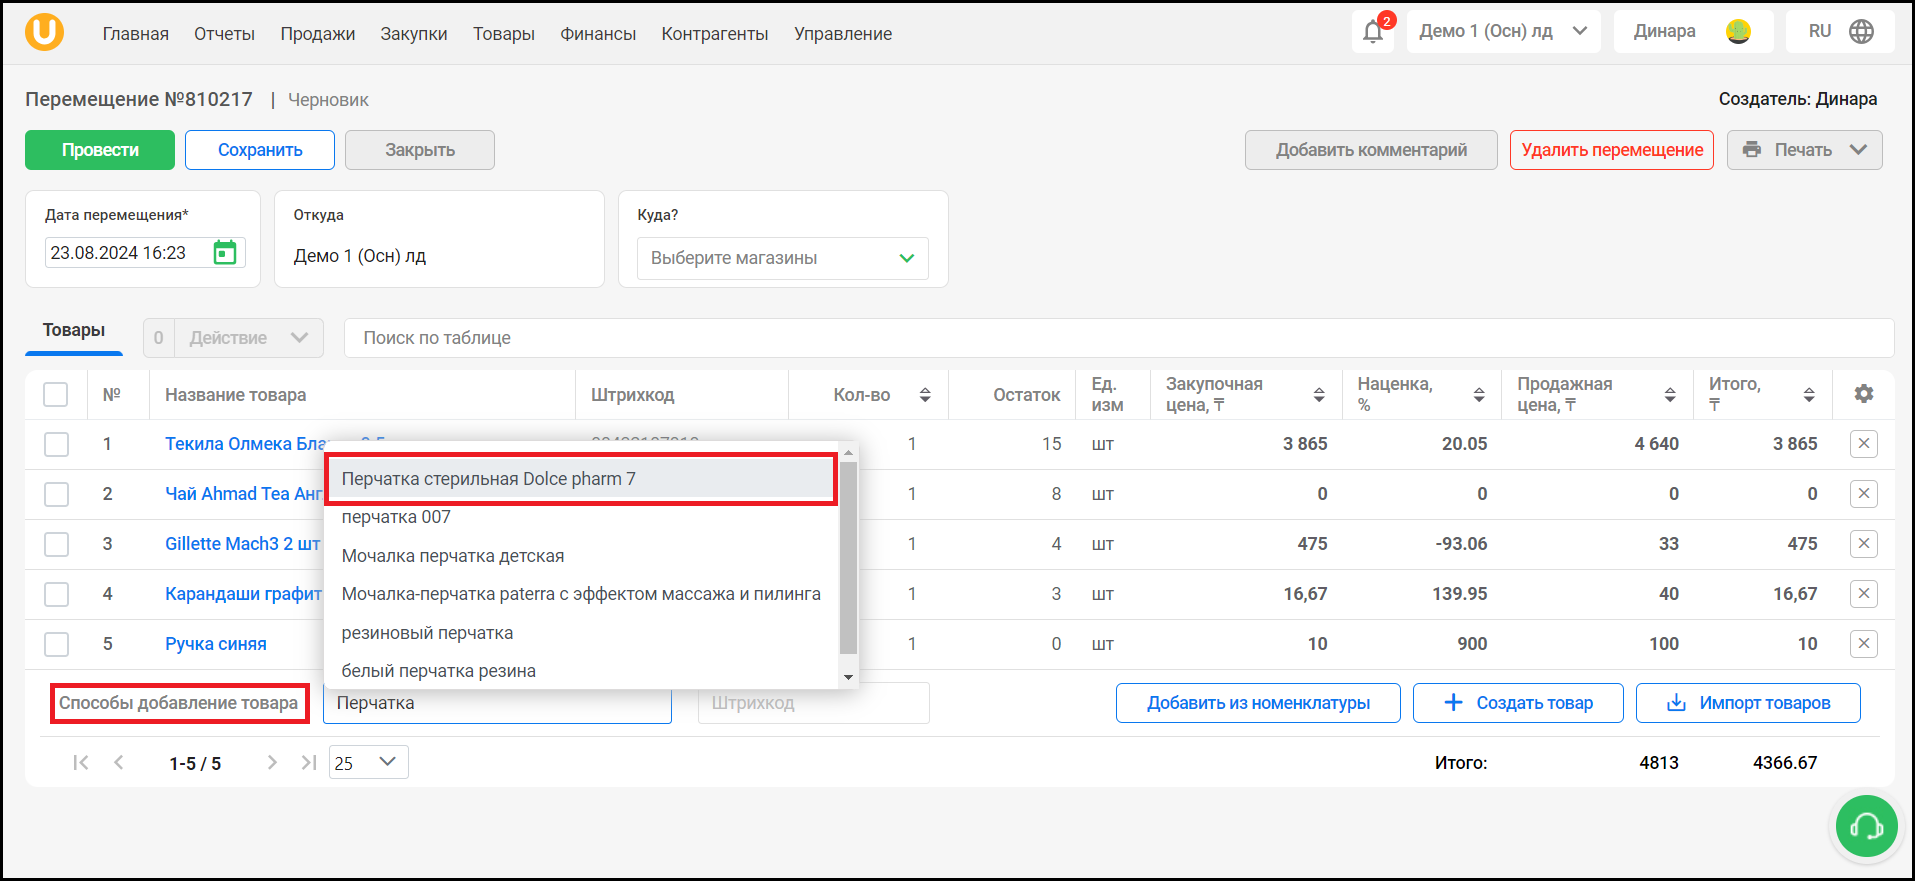 U Главная Отчеты Продажи Закупки Товары Финансы Контрагенты Управление 2 Демо 1 (Осн) лд Динара RU
Перемещение №810217 | Черновик Создатель: Динара
Провести Сохранить Закрыть Добавить комментарий Удалить перемещение Печать
Дата перемещения* Откуда Куда?
23.08.2024 16:23 Демо 1 (Осн) лд Выберите магазины
Товары 0 Действие Поиск по таблице
№ Название товара Штрихкод Кол-во Остаток Ед. изм Закупочная цена, ₸ Наценка, % Продажная цена, ₸ Итого, ₸
1 Текила Олмека 1 15 шт 3 865 20.05 4 640 3 865
Перчатка стерильная Dolce pharm 7
2 Чай Ahmad Tea 1 8 шт 0 0 0 0
перчатка 007
3 Gillette Mach3 2 шт 1 4 шт 475 -93.06 33 475
Мочалка перчатка детская
4 Карандаши графит 1 3 шт 16,67 139.95 40 16,67
Мочалка-перчатка paterra с эффектом массажа и пилинга
резиновый перчатка
5 Ручка синяя 1 0 шт 10 900 100 10
белый перчатка резина
Способы добавление товара Перчатка Штрихкод Добавить из номенклатуры Создать товар Импорт товаров
1-5 / 5 25 Итого: 4813 4366.67